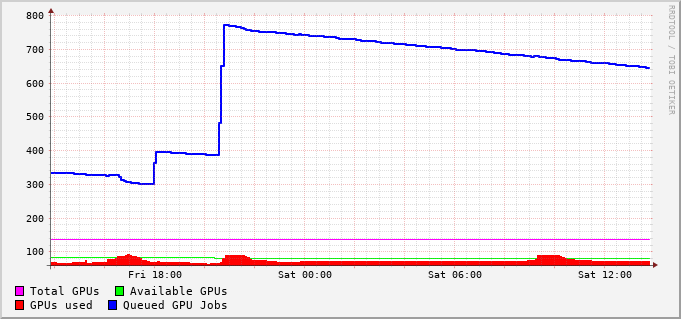 800
700
600
500
400
300
200
100
Fri 18:00 Sat 00:00 Sat 06:00 Sat 12:00
Total GPUs Available GPUs
GPUs used Queued GPU Jobs
RRDTOOL / TOBI OETIKER